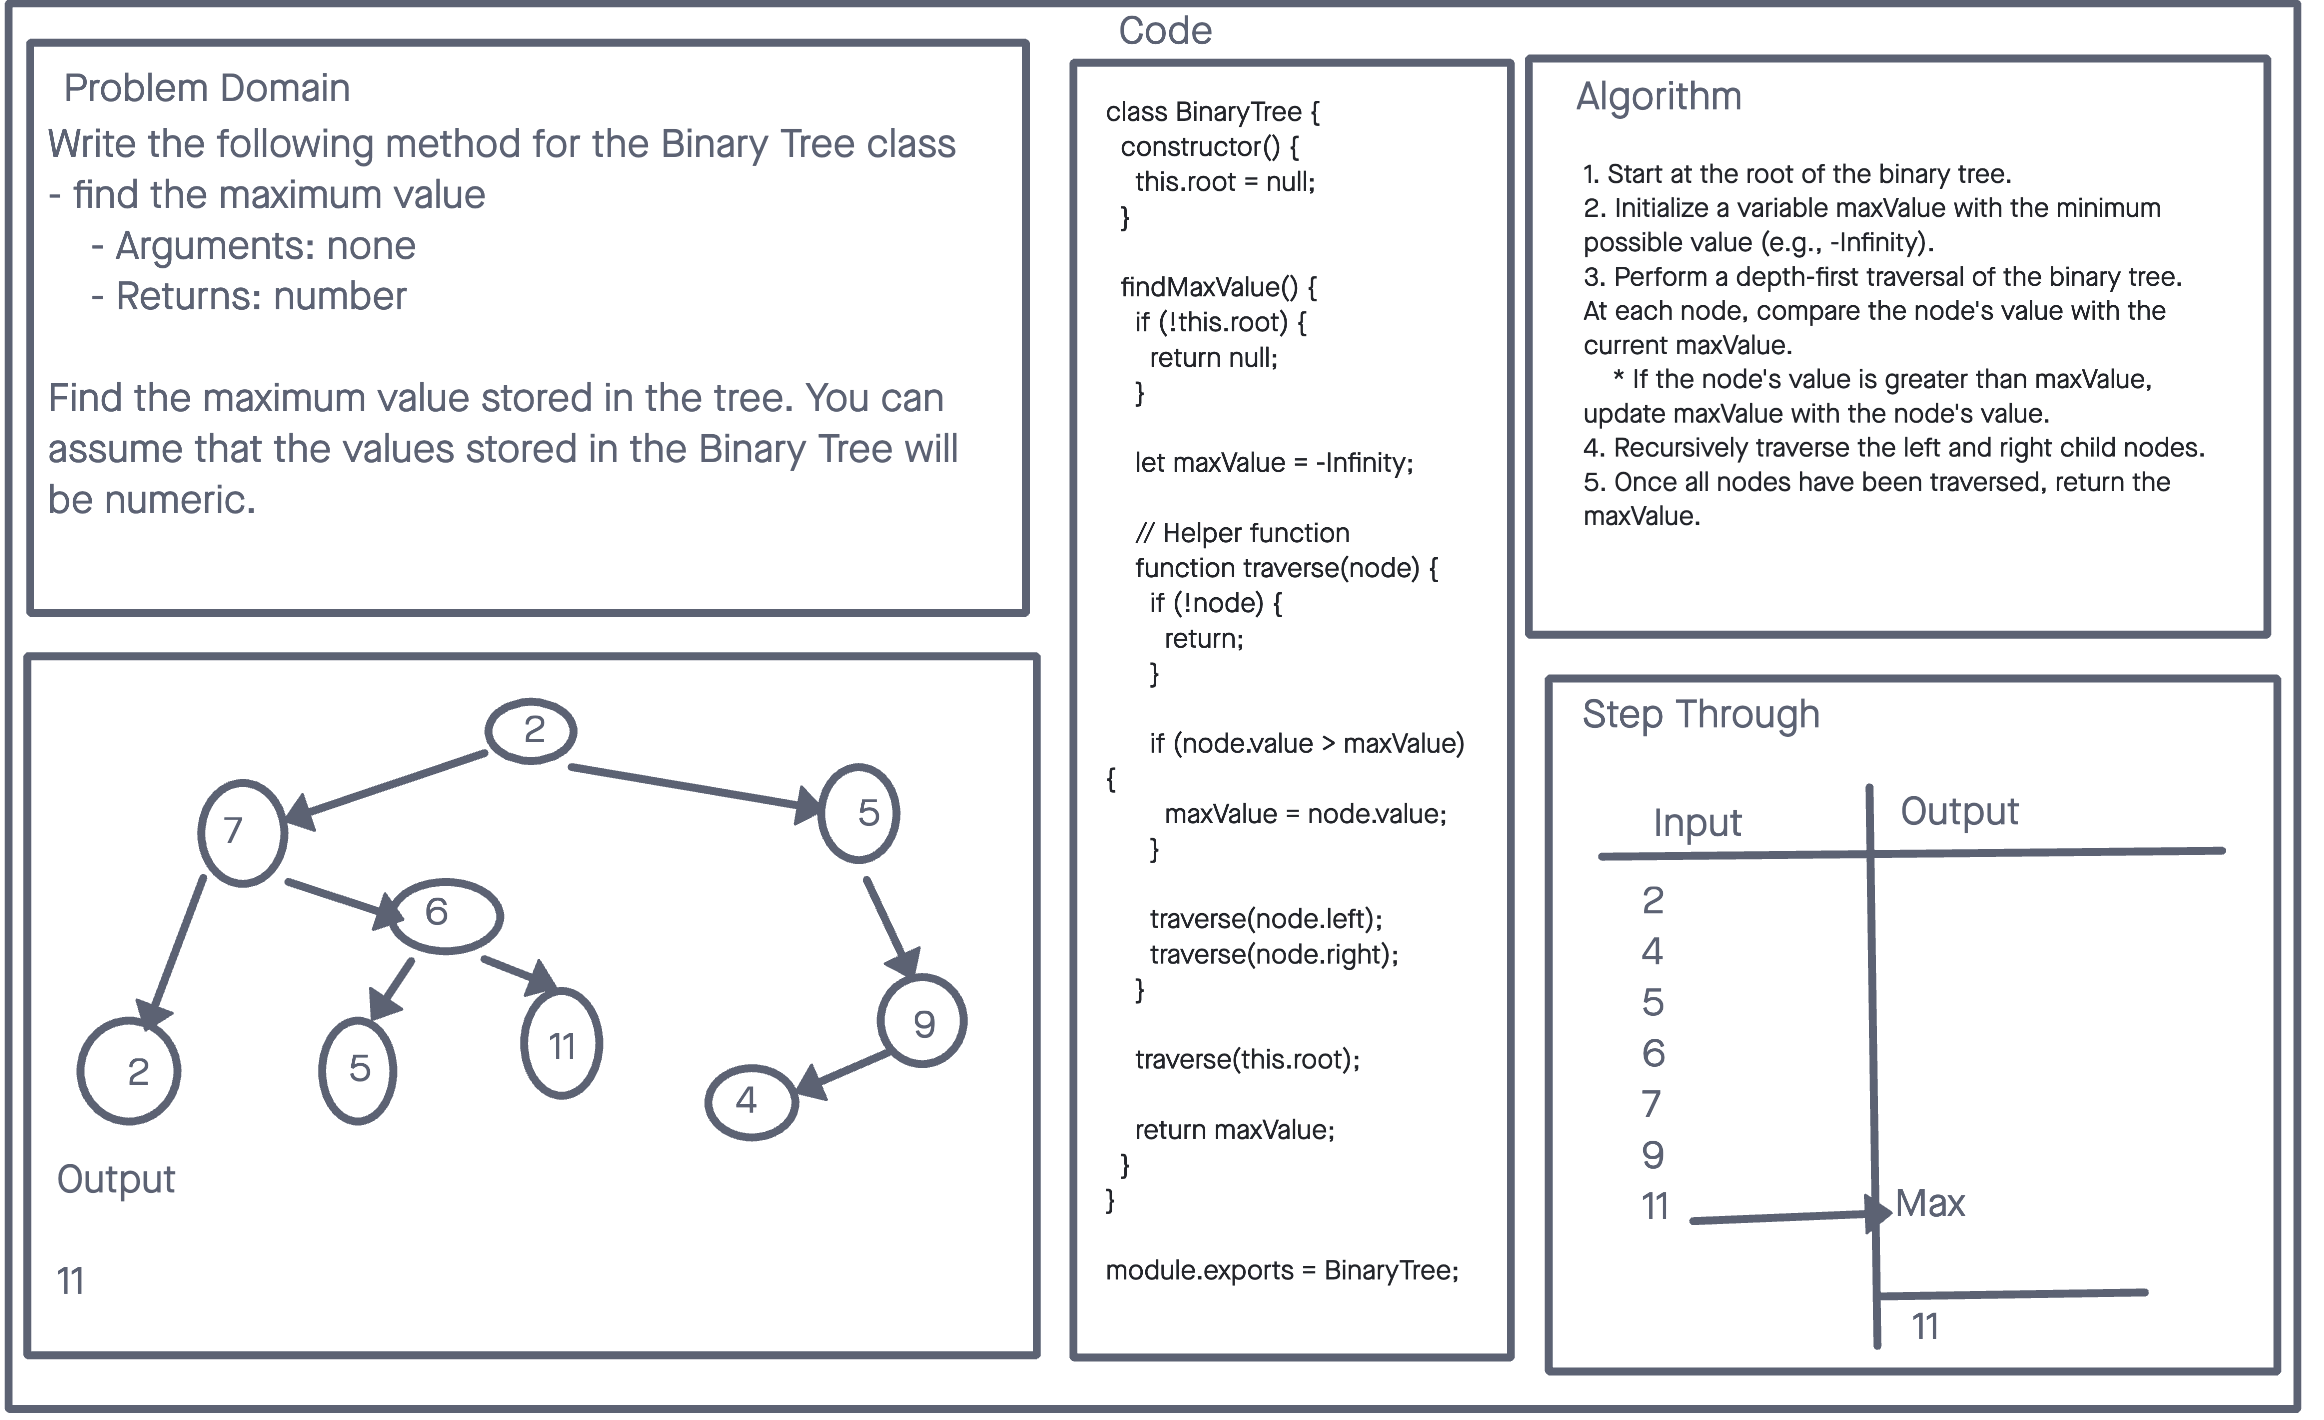 Problem Domain
Write the following method for the Binary Tree class
- find the maximum value
- Arguments: none
- Returns: number
Find the maximum value stored in the tree. You can
assume that the values stored in the Binary Tree will
be numeric.
2
7
5
6
2
5
11
9
4
Output
11
Code
class BinaryTree {
constructor() {
this.root = null;
}
findMaxValue() {
if (!this.root) {
return null;
}
let maxValue = -Infinity;
// Helper function
function traverse(node) {
if (!node) {
return;
}
if (node.value > maxValue)
{
maxValue = node.value;
}
traverse(node.left);
traverse(node.right);
}
traverse(this.root);
return maxValue;
}
}
module.exports = BinaryTree;
Algorithm
1. Start at the root of the binary tree.
2. Initialize a variable maxValue with the minimum
possible value (e.g., -Infinity).
3. Perform a depth-first traversal of the binary tree.
At each node, compare the node's value with the
current maxValue.
* If the node's value is greater than maxValue,
update maxValue with the node's value.
4. Recursively traverse the left and right child nodes.
5. Once all nodes have been traversed, return the
maxValue.
Step Through
Input
Output
2
4
5
6
7
9
11
Max
11